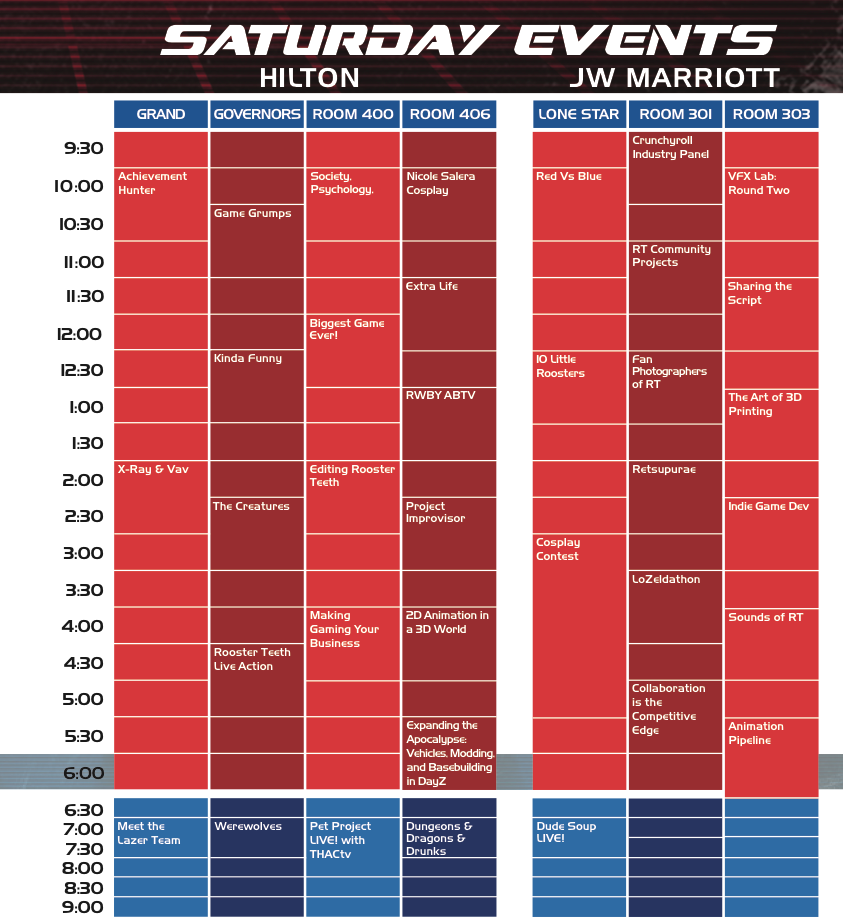 SATURDAY EVENTS
HILTON
JW MARRIOTT
GRAND
GOVERNORS
ROOM 400
ROOM 406
LONE STAR
ROOM 301
ROOM 303
9:30
Crunchyroll
Industry Panel
10:00
Achievement
Hunter
Society,
Psychology,
Nicole Salera
Cosplay
Red Vs Blue
VFX Lab:
Round Two
10:30
Game Grumps
11:00
RT Community
Projects
11:30
Extra Life
Sharing the
Script
12:00
Biggest Game
Ever!
12:30
Kinda Funny
10 Little
Roosters
Fan
Photographers
of RT
1:00
RWBY ABTV
The Art of 3D
Printing
1:30
2:00
X-Ray & Vav
Editing Rooster
Teeth
Retsupurae
2:30
The Creatures
Project
Improvisor
Indie Game Dev
3:00
Cosplay
Contest
3:30
LoZeldathon
4:00
Making
Gaming Your
Business
2D Animation in
a 3D World
Sounds of RT
4:30
Rooster Teeth
Live Action
5:00
Collaboration
is the
Competitive
Edge
5:30
Expanding the
Apocalypse:
Vehicles, Modding,
and Basebuilding
in DayZ
Animation
Pipeline
6:00
6:30
7:00
Meet the
Lazer Team
Werewolves
Pet Project
LIVE! with
THACtv
Dungeons &
Dragons &
Drunks
Dude Soup
LIVE!
7:30
8:00
8:30
9:00